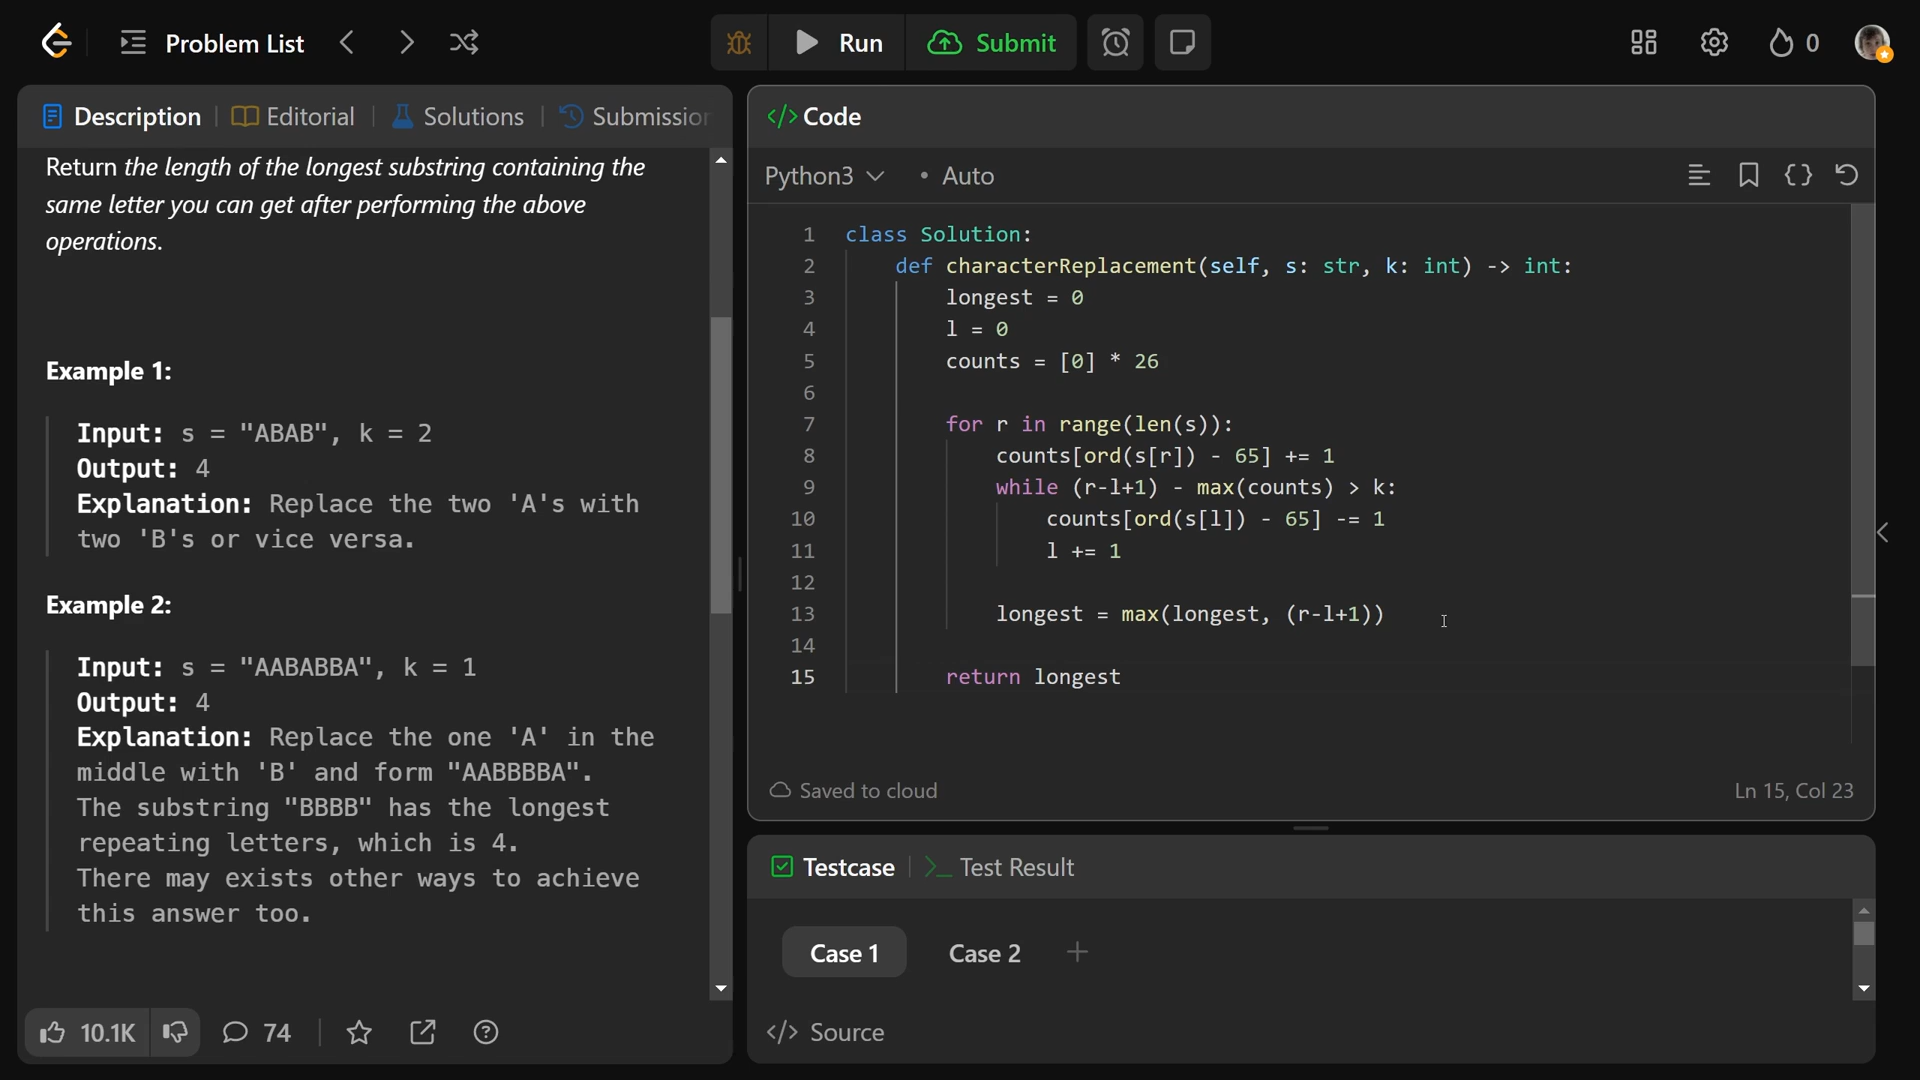 Problem List
Run
Submit
0
Description
Editorial
Solutions
Submission
Return the length of the longest substring containing the
same letter you can get after performing the above
operations.
Example 1:
Input: s = "ABAB", k = 2
Output: 4
Explanation: Replace the two 'A's with
two 'B's or vice versa.
Example 2:
Input: s = "AABABBA", k = 1
Output: 4
Explanation: Replace the one 'A' in the
middle with 'B' and form "AABBBBA".
The substring "BBBB" has the longest
repeating letters, which is 4.
There may exists other ways to achieve
this answer too.
10.1K
74
</> Code
Python3
• Auto
1 class Solution:
2 def characterReplacement(self, s: str, k: int) -> int:
3 longest = 0
4 l = 0
5 counts = [0] * 26
6
7 for r in range(len(s)):
8 counts[ord(s[r]) - 65] += 1
9 while (r-l+1) - max(counts) > k:
10 counts[ord(s[l]) - 65] -= 1
11 l += 1
12
13 longest = max(longest, (r-l+1))
14
15 return longest
Saved to cloud
Ln 15, Col 23
Testcase
>_ Test Result
Case 1
Case 2
+
</> Source